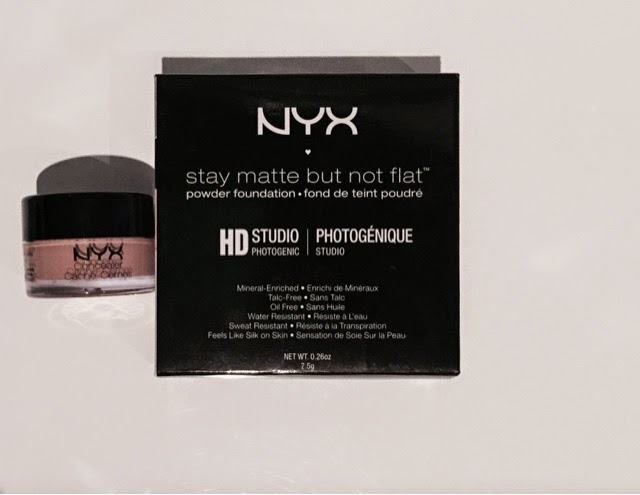 NYX
stay matte but not flat™
powder foundation • fond de teint poudré
HD STUDIO PHOTOGENIC | PHOTOGÉNIQUE STUDIO
Mineral-Enriched • Enrichi de Minéraux
Talc-Free • Sans Talc
Oil Free • Sans Huile
Water Resistant • Résiste à L'eau
Sweat Resistant • Résiste à la Transpiration
Feels Like Silk on Skin • Sensation de Soie Sur la Peau
NET WT. 0.26oz
7.5g
NYX
Concealer
Cache-Cernes